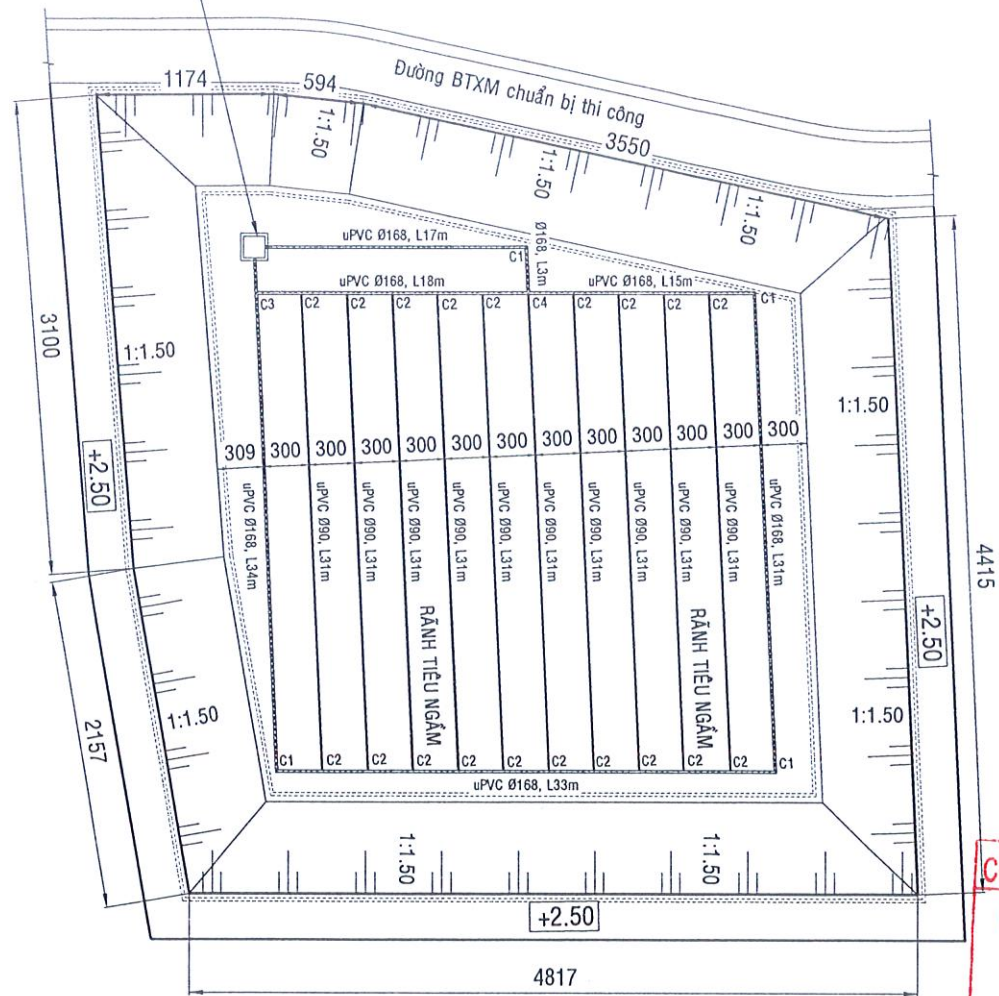 Đường BTXM chuẩn bị thi công
1174
594
3550
1:1.50
1:1.50
1:1.50
uPVC Ø168, L17m
C1
Ø168, L3m
uPVC Ø168, L18m
uPVC Ø168, L15m
C3
C2
C2
C2
C2
C2
C4
C2
C2
C2
C2
C1
3100
1:1.50
1:1.50
+2.50
309
300
300
300
300
300
300
300
300
300
300
300
300
uPVC Ø168, L34m
uPVC Ø90, L31m
uPVC Ø90, L31m
uPVC Ø90, L31m
uPVC Ø90, L31m
uPVC Ø90, L31m
uPVC Ø90, L31m
uPVC Ø90, L31m
uPVC Ø90, L31m
uPVC Ø90, L31m
uPVC Ø90, L31m
uPVC Ø168, L31m
4415
+2.50
RÃNH TIÊU NGẦM
RÃNH TIÊU NGẦM
2157
1:1.50
1:1.50
C1
C2
C2
C2
C2
C2
C2
C2
C2
C2
C2
C1
uPVC Ø168, L33m
1:1.50
1:1.50
C
+2.50
4817